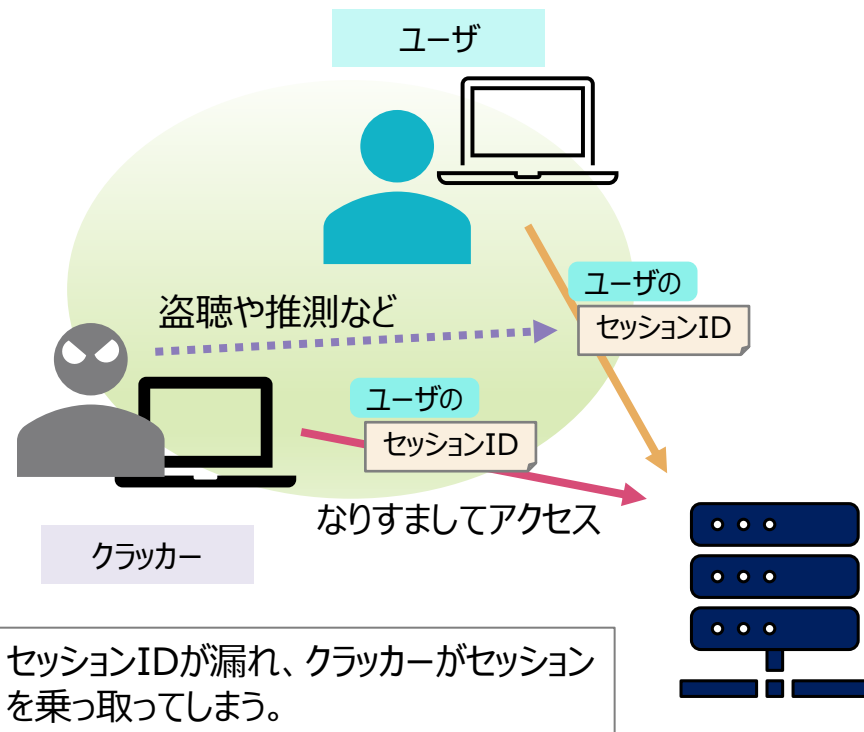 ユーザ
ユーザの
セッションID
盗聴や推測など
ユーザの
セッションID
なりすましてアクセス
クラッカー
セッションIDが漏れ、クラッカーがセッション
を乗っ取ってしまう。